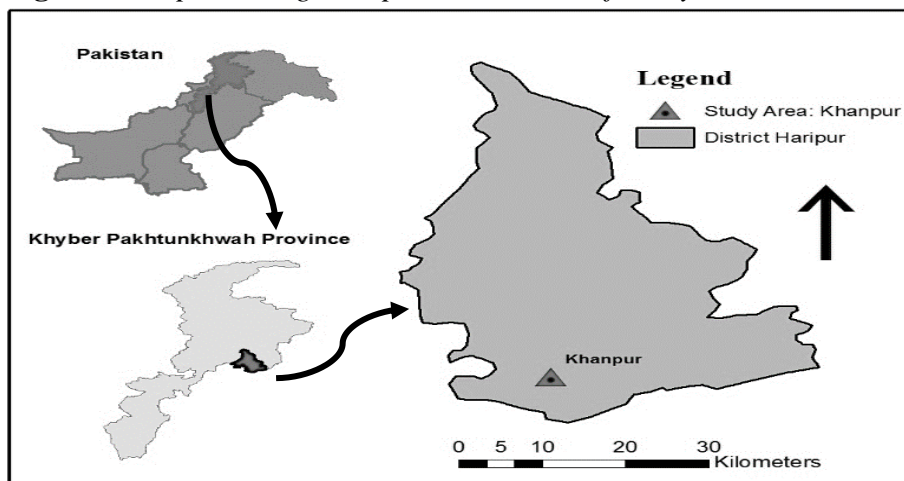 Pakistan
Legend
Study Area: Khanpur
District Haripur
Khyber Pakhtunkhwah Province
Khanpur
0 5 10 20 30
Kilometers